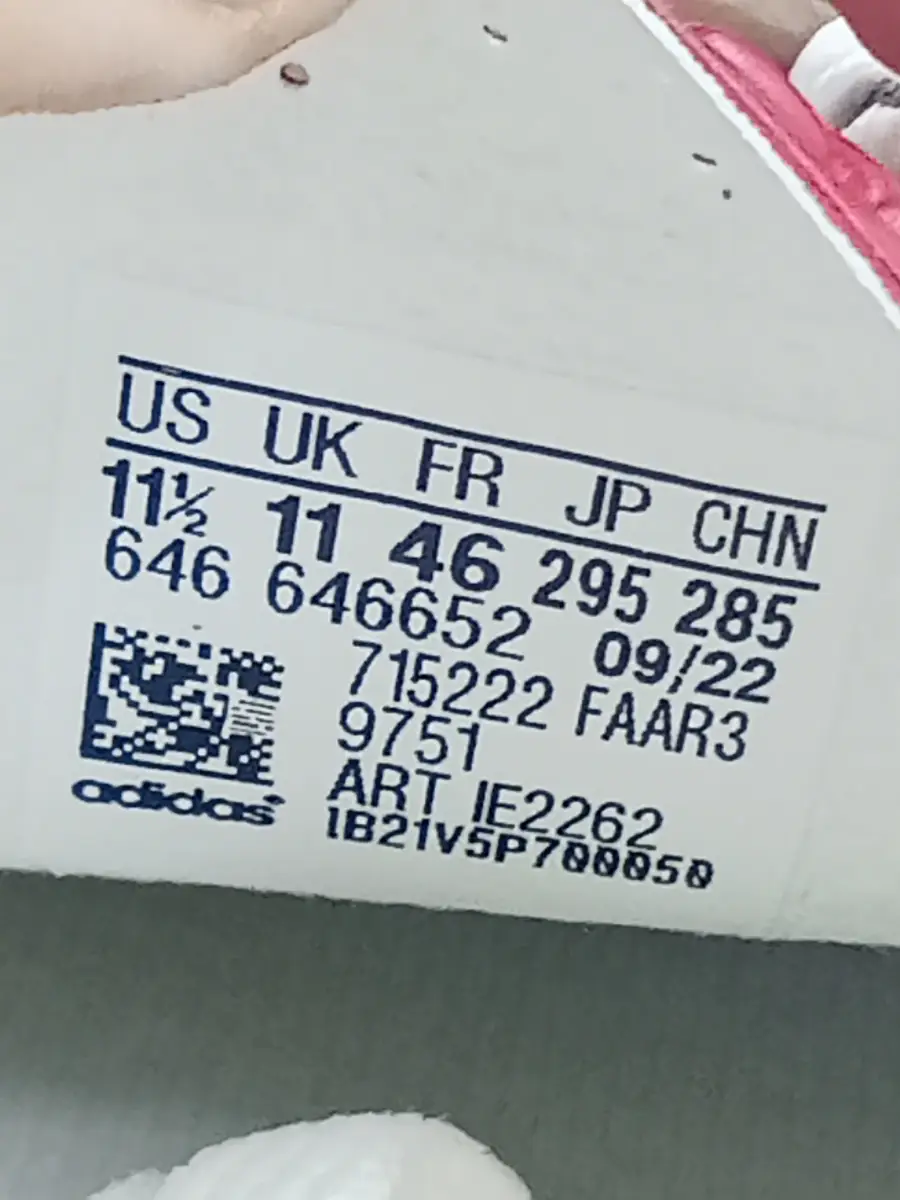 US UK FR JP CHN
11½ 11 46 295 285
646 646652 09/22
715222 FAAR3
9751
ART IE2262
1B21V5P700050
adidas